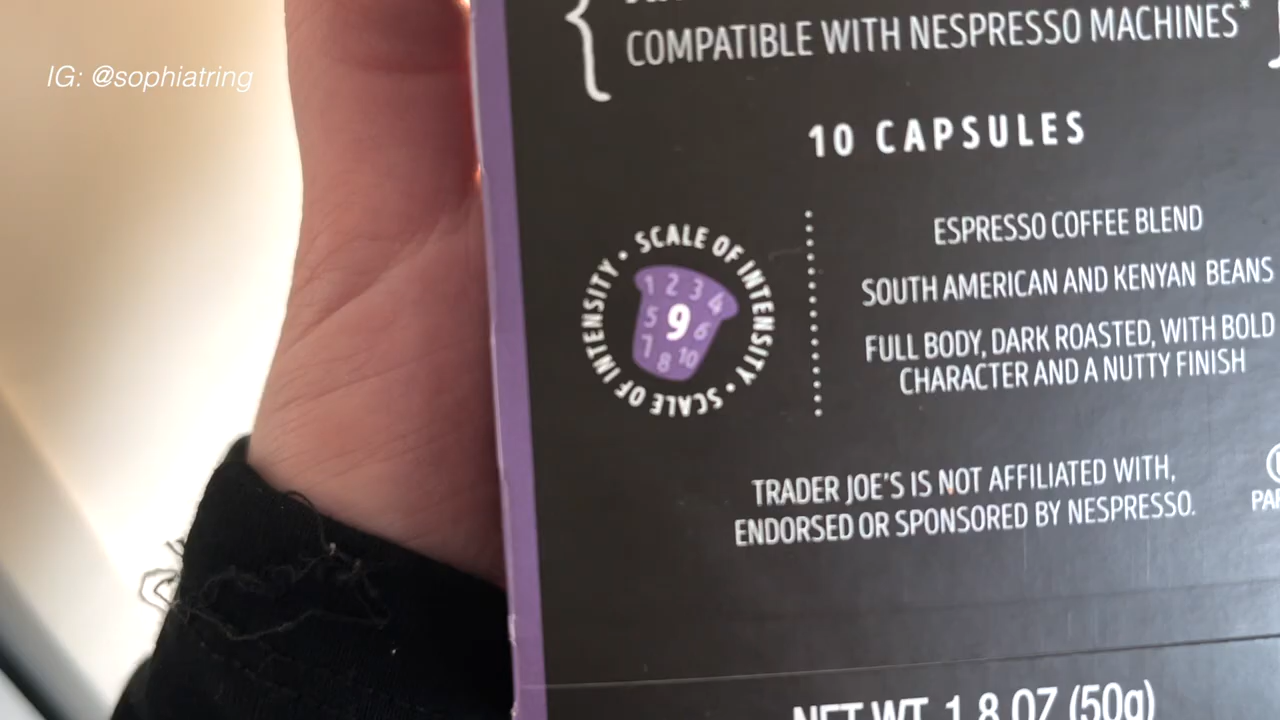 IG: @sophiatring
COMPATIBLE WITH NESPRESSO MACHINES*
10 CAPSULES
SCALE OF INTENSITY • SCALE OF INTENSITY •
1 2 3 4
5 9 6
7 8 10
ESPRESSO COFFEE BLEND
SOUTH AMERICAN AND KENYAN BEANS
FULL BODY, DARK ROASTED, WITH BOLD
CHARACTER AND A NUTTY FINISH
TRADER JOE'S IS NOT AFFILIATED WITH,
ENDORSED OR SPONSORED BY NESPRESSO.
NET WT. 1.8 OZ (50g)